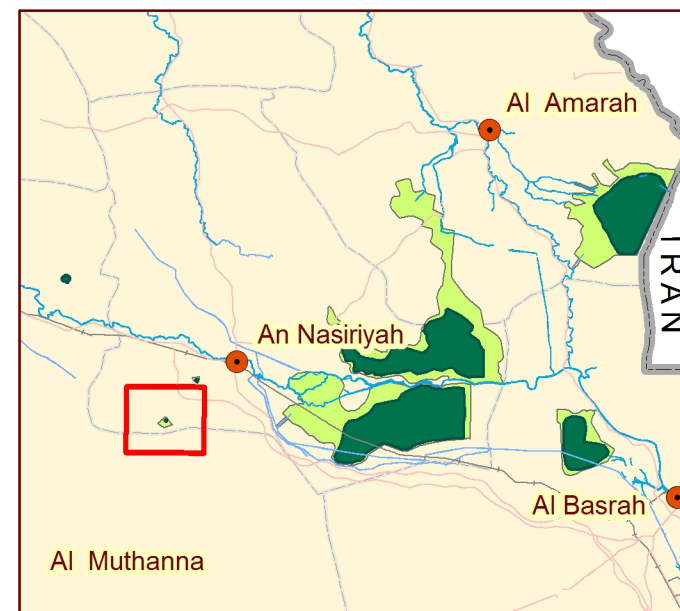 Al  Amarah
IRAN
An Nasiriyah
Al Basrah
Al  Muthanna